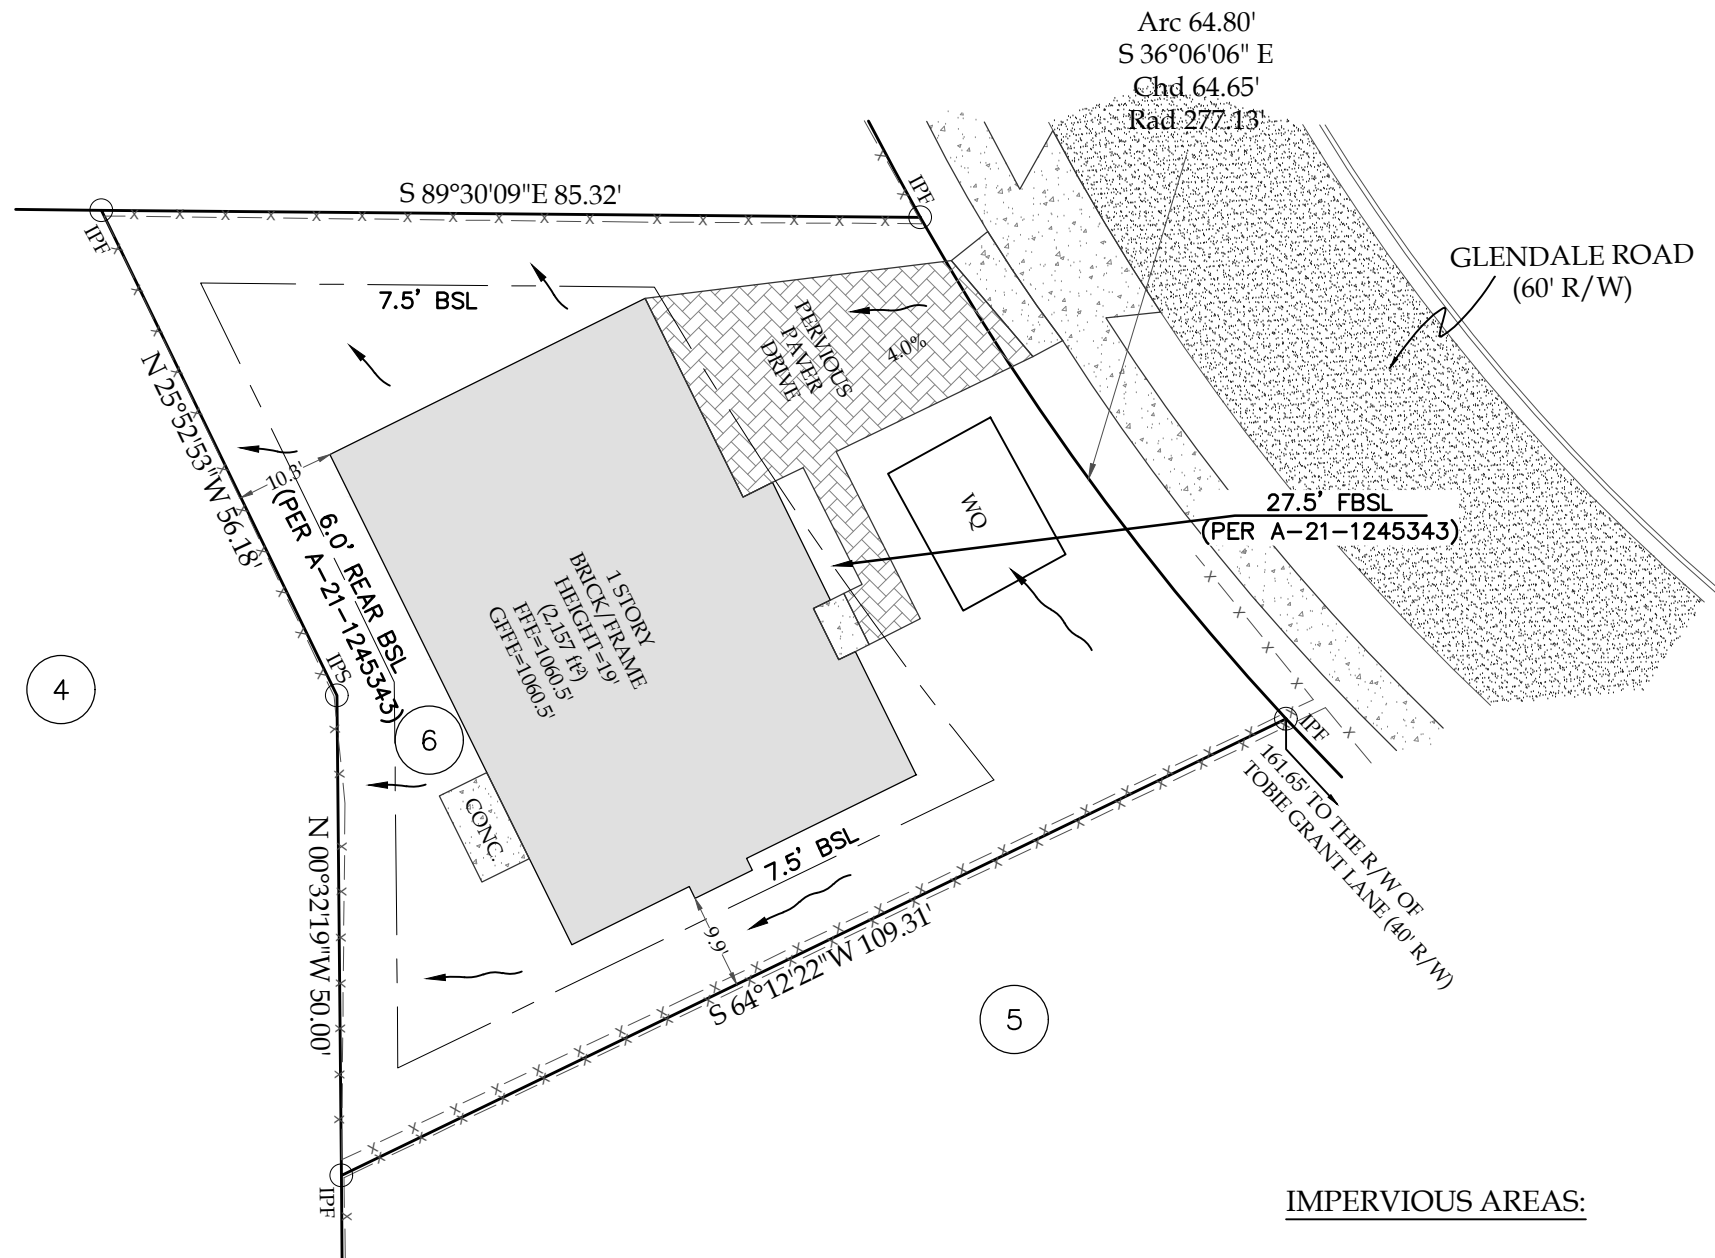 Arc 64.80'
S 36°06'06" E
Chd 64.65'
Rad 277.13'
IPF
S 89°30'09"E 85.32'
IPF
GLENDALE ROAD
(60' R/W)
7.5' BSL
PERVIOUS
PAVER
DRIVE
4.0%
N 25°52'53"W 56.18'
10.3'
6.0' REAR BSL
(PER A-21-1245343)
WQ
27.5' FBSL
(PER A-21-1245343)
1 STORY
BRICK/FRAME
HEIGHT=19'
(2,157 ft²)
FFE=1060.5'
GFFE=1060.5'
IPS
4
6
IPF
161.65' TO THE R/W OF
TOBIE GRANT LANE (40' R/W)
CONC.
7.5' BSL
N 00°32'19"W 50.00'
9.9'
S 64°12'22"W 109.31'
5
IPF
IMPERVIOUS AREAS: